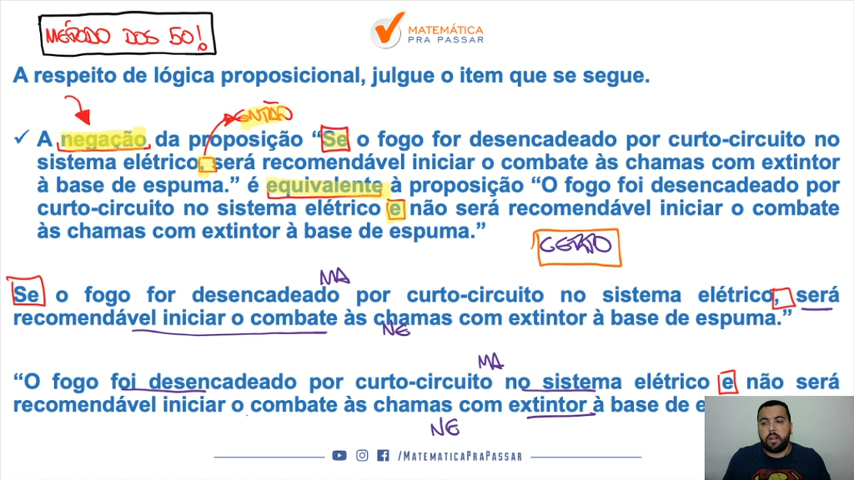 MÉTODO DOS 50!
MATEMÁTICA
PRA PASSAR
A respeito de lógica proposicional, julgue o item que se segue.
ENTÃO
✓ A negação da proposição “Se o fogo for desencadeado por curto-circuito no
sistema elétrico, será recomendável iniciar o combate às chamas com extintor
à base de espuma.” é equivalente à proposição “O fogo foi desencadeado por
curto-circuito no sistema elétrico e não será recomendável iniciar o combate
às chamas com extintor à base de espuma.”
CERTO
MA
Se o fogo for desencadeado por curto-circuito no sistema elétrico, será
recomendável iniciar o combate às chamas com extintor à base de espuma.”
NE
MA
“O fogo foi desencadeado por curto-circuito no sistema elétrico e não será
recomendável iniciar o combate às chamas com extintor à base de
NE
/MATEMATICAPRAPASSAR